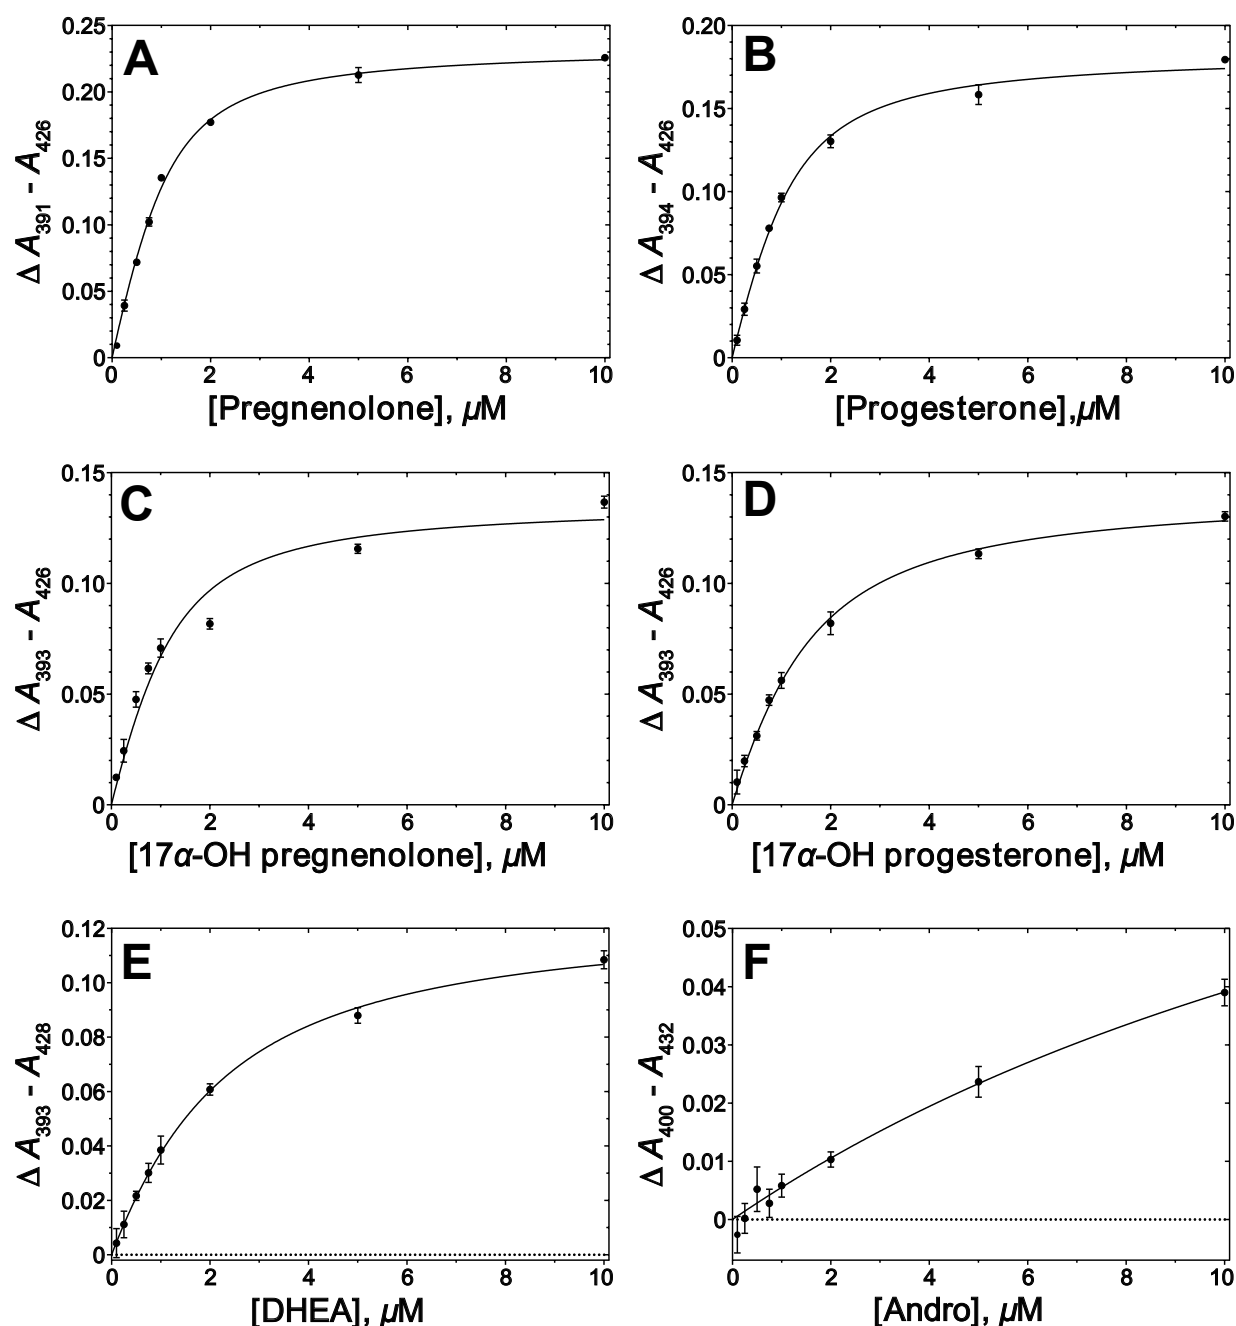 A
0.25
0.20
0.15
0.10
0.05
0
Δ A391 - A426
0 2 4 6 8 10
[Pregnenolone], µM
B
0.20
0.15
0.10
0.05
0
Δ A394 - A426
0 2 4 6 8 10
[Progesterone],µM
C
0.15
0.10
0.05
0
Δ A393 - A426
0 2 4 6 8 10
[17α-OH pregnenolone], µM
D
0.15
0.10
0.05
0
Δ A393 - A426
0 2 4 6 8 10
[17α-OH progesterone], µM
E
0.12
0.10
0.08
0.06
0.04
0.02
0
Δ A393 - A428
0 2 4 6 8 10
[DHEA], µM
F
0.05
0.04
0.03
0.02
0.01
0
Δ A400 - A432
0 2 4 6 8 10
[Andro], µM